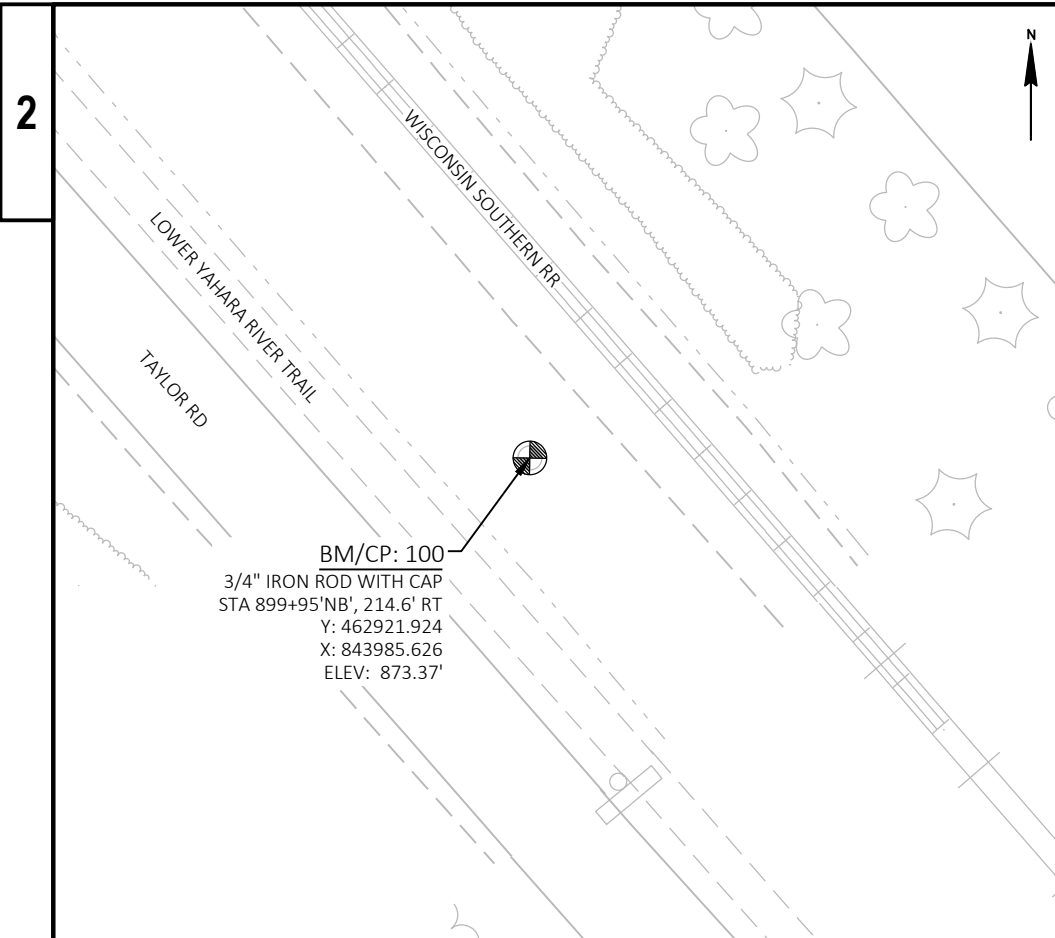 2
N
WISCONSIN SOUTHERN RR
LOWER YAHARA RIVER TRAIL
TAYLOR RD
BM/CP: 100
3/4" IRON ROD WITH CAP
STA 899+95'NB', 214.6' RT
Y: 462921.924
X: 843985.626
ELEV: 873.37'